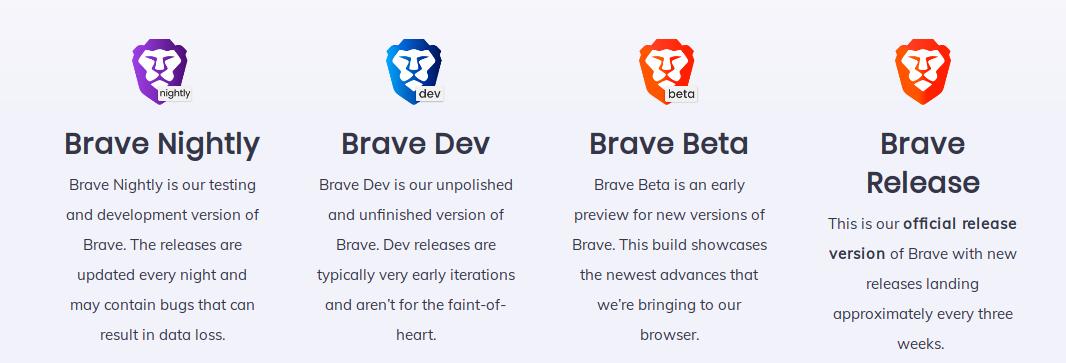 nightly
Brave Nightly
Brave Nightly is our testing
and development version of
Brave. The releases are
updated every night and
may contain bugs that can
result in data loss.
dev
Brave Dev
Brave Dev is our unpolished
and unfinished version of
Brave. Dev releases are
typically very early iterations
and aren't for the faint-of-
heart.
beta
Brave Beta
Brave Beta is an early
preview for new versions of
Brave. This build showcases
the newest advances that
we're bringing to our
browser.
Brave
Release
This is our official release
version of Brave with new
releases landing
approximately every three
weeks.